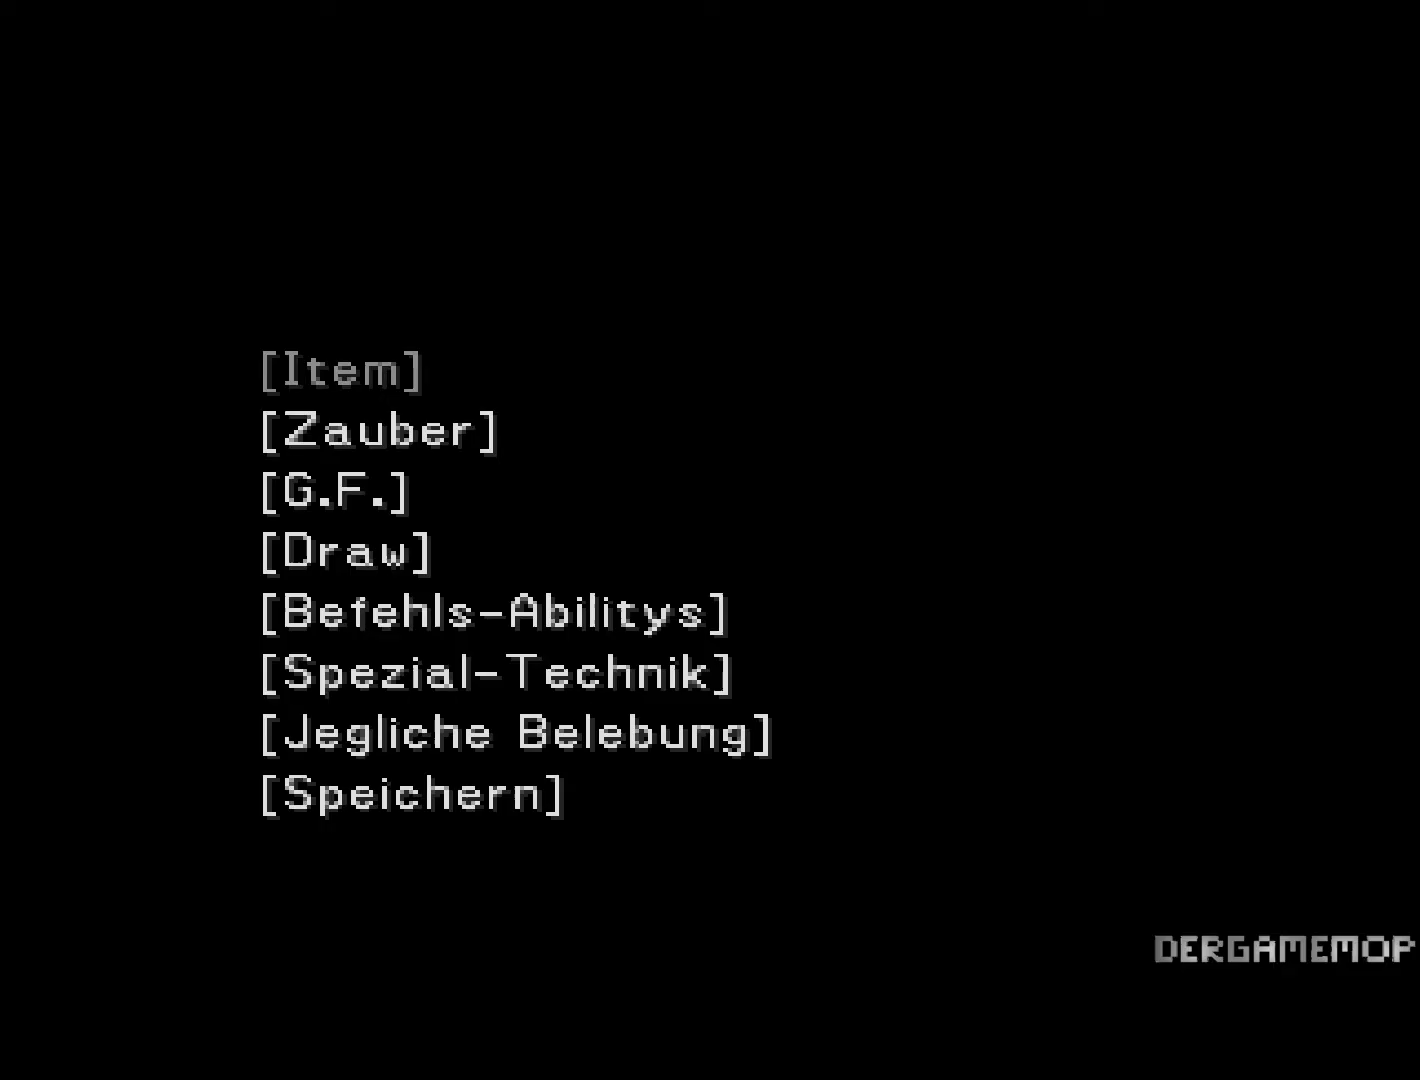 [Item]
[Zauber]
[G.F.]
[Draw]
[Befehls-Abilitys]
[Spezial-Technik]
[Jegliche Belebung]
[Speichern]
DERGAMEMOP